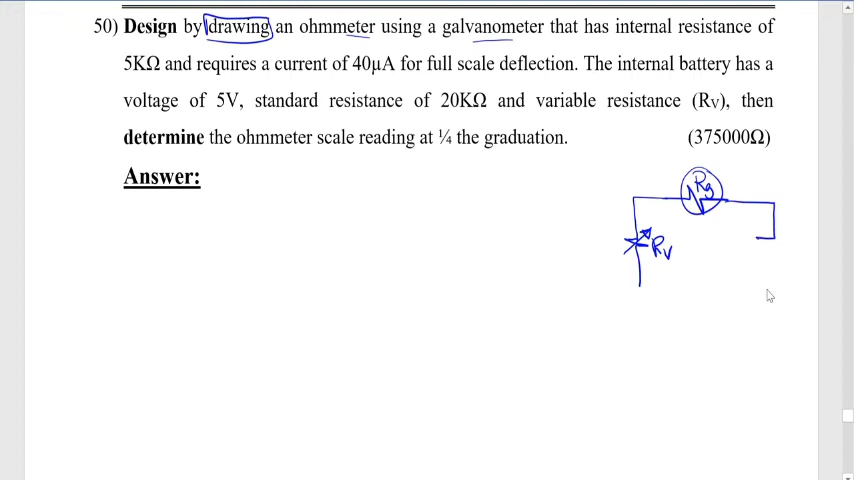 50) Design by drawing an ohmmeter using a galvanometer that has internal resistance of
5KΩ and requires a current of 40µA for full scale deflection. The internal battery has a
voltage of 5V, standard resistance of 20KΩ and variable resistance (Rv), then
determine the ohmmeter scale reading at ¼ the graduation. (375000Ω)
Answer:
Rg
Rv